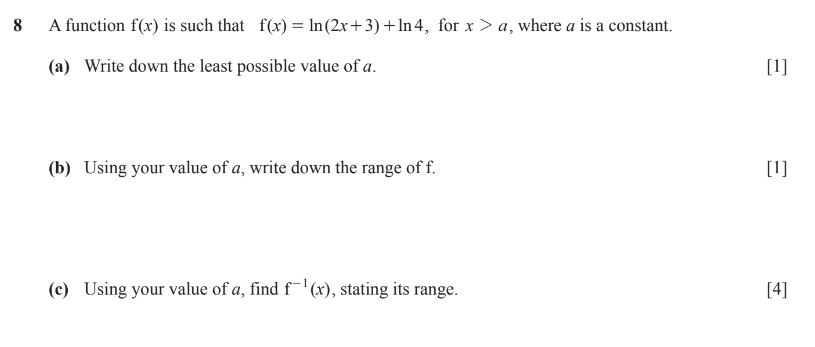 8 A function f(x) is such that f(x) = ln(2x+3)+ln4, for x > a, where a is a constant.
(a) Write down the least possible value of a. [1]
(b) Using your value of a, write down the range of f. [1]
(c) Using your value of a, find f⁻¹(x), stating its range. [4]